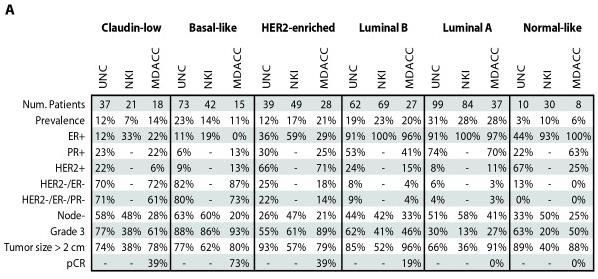 A
Claudin-low Basal-like HER2-enriched Luminal B Luminal A Normal-like
UNC NKI MDACC UNC NKI MDACC UNC NKI MDACC UNC NKI MDACC UNC NKI MDACC UNC NKI MDACC
Num. Patients 37 21 18 73 42 15 39 49 28 62 69 27 99 84 37 10 30 8
Prevalence 12% 7% 14% 23% 14% 11% 12% 17% 21% 19% 23% 20% 31% 28% 28% 3% 10% 6%
ER+ 12% 33% 22% 11% 19% 0% 36% 59% 29% 91% 100% 96% 91% 100% 97% 44% 93% 100%
PR+ 23% - 22% 6% - 13% 30% - 25% 53% - 41% 74% - 70% 22% - 63%
HER2+ 22% - 6% 9% - 13% 66% - 71% 24% - 15% 8% - 11% 67% - 25%
HER2-/ER- 70% - 72% 82% - 87% 25% - 18% 8% - 4% 6% - 3% 13% - 0%
HER2-/ER-/PR- 71% - 61% 80% - 73% 22% - 14% 9% - 4% 4% - 3% 0% - 0%
Node- 58% 48% 28% 63% 60% 20% 26% 47% 21% 44% 42% 33% 51% 58% 41% 33% 50% 25%
Grade 3 77% 38% 61% 88% 86% 93% 55% 61% 89% 62% 41% 46% 30% 13% 27% 63% 20% 50%
Tumor size > 2 cm 74% 38% 78% 77% 62% 80% 93% 57% 79% 85% 52% 96% 66% 36% 91% 89% 40% 88%
pCR - - 39% - - 73% - - 39% - - 19% - - 0% - - 0%